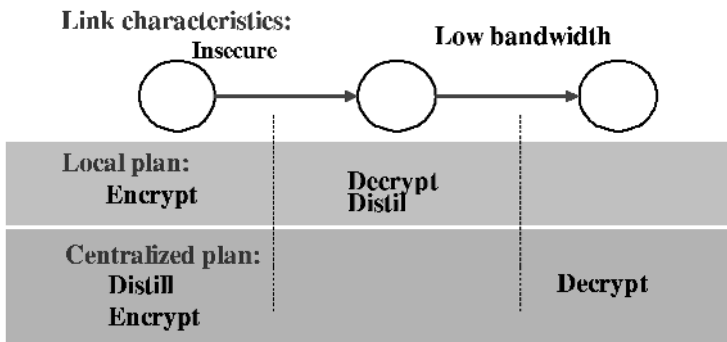 Link characteristics:
Insecure
Low bandwidth
Local plan:
Encrypt
Decrypt
Distil
Centralized plan:
Distill
Encrypt
Decrypt